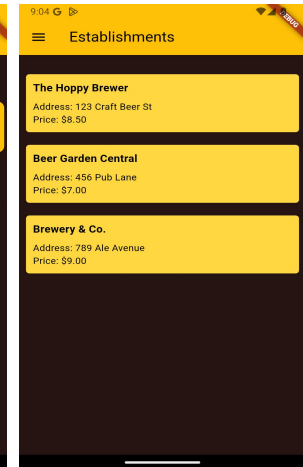 9:04 G
DEBUG
Establishments
The Hoppy Brewer
Address: 123 Craft Beer St
Price: $8.50
Beer Garden Central
Address: 456 Pub Lane
Price: $7.00
Brewery & Co.
Address: 789 Ale Avenue
Price: $9.00